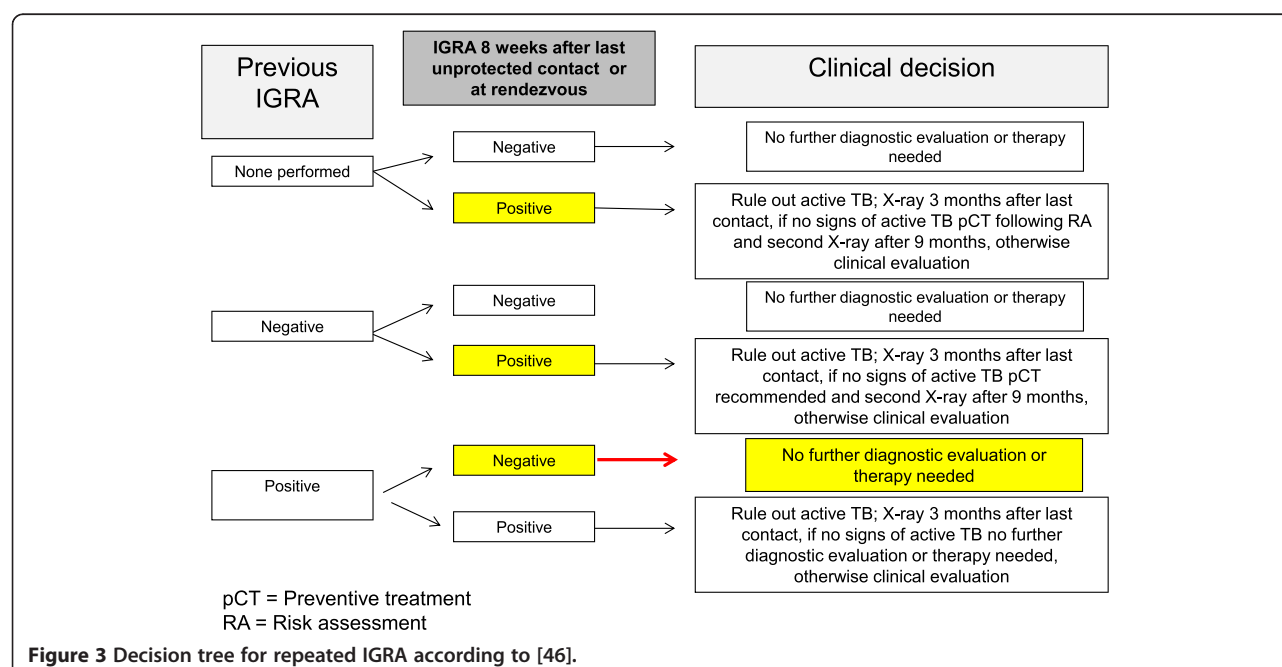 Previous
IGRA
IGRA 8 weeks after last
unprotected contact or
at rendezvous
Clinical decision
None performed
Negative
No further diagnostic evaluation or therapy
needed
Positive
Rule out active TB; X-ray 3 months after last
contact, if no signs of active TB pCT following RA
and second X-ray after 9 months, otherwise
clinical evaluation
Negative
Negative
No further diagnostic evaluation or therapy
needed
Positive
Rule out active TB; X-ray 3 months after last
contact, if no signs of active TB pCT
recommended and second X-ray after 9 months,
otherwise clinical evaluation
Positive
Negative
No further diagnostic evaluation or
therapy needed
Positive
Rule out active TB; X-ray 3 months after last
contact, if no signs of active TB no further
diagnostic evaluation or therapy needed,
otherwise clinical evaluation
pCT = Preventive treatment
RA = Risk assessment
Figure 3 Decision tree for repeated IGRA according to [46].